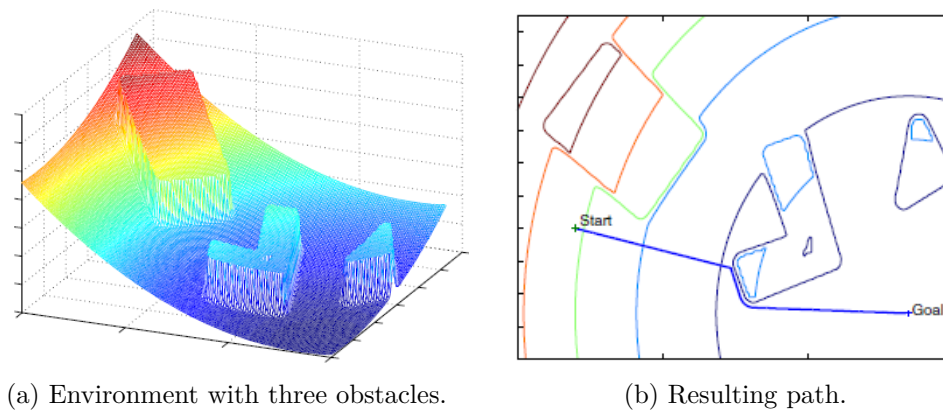 Start
Goal
(a) Environment with three obstacles.
(b) Resulting path.